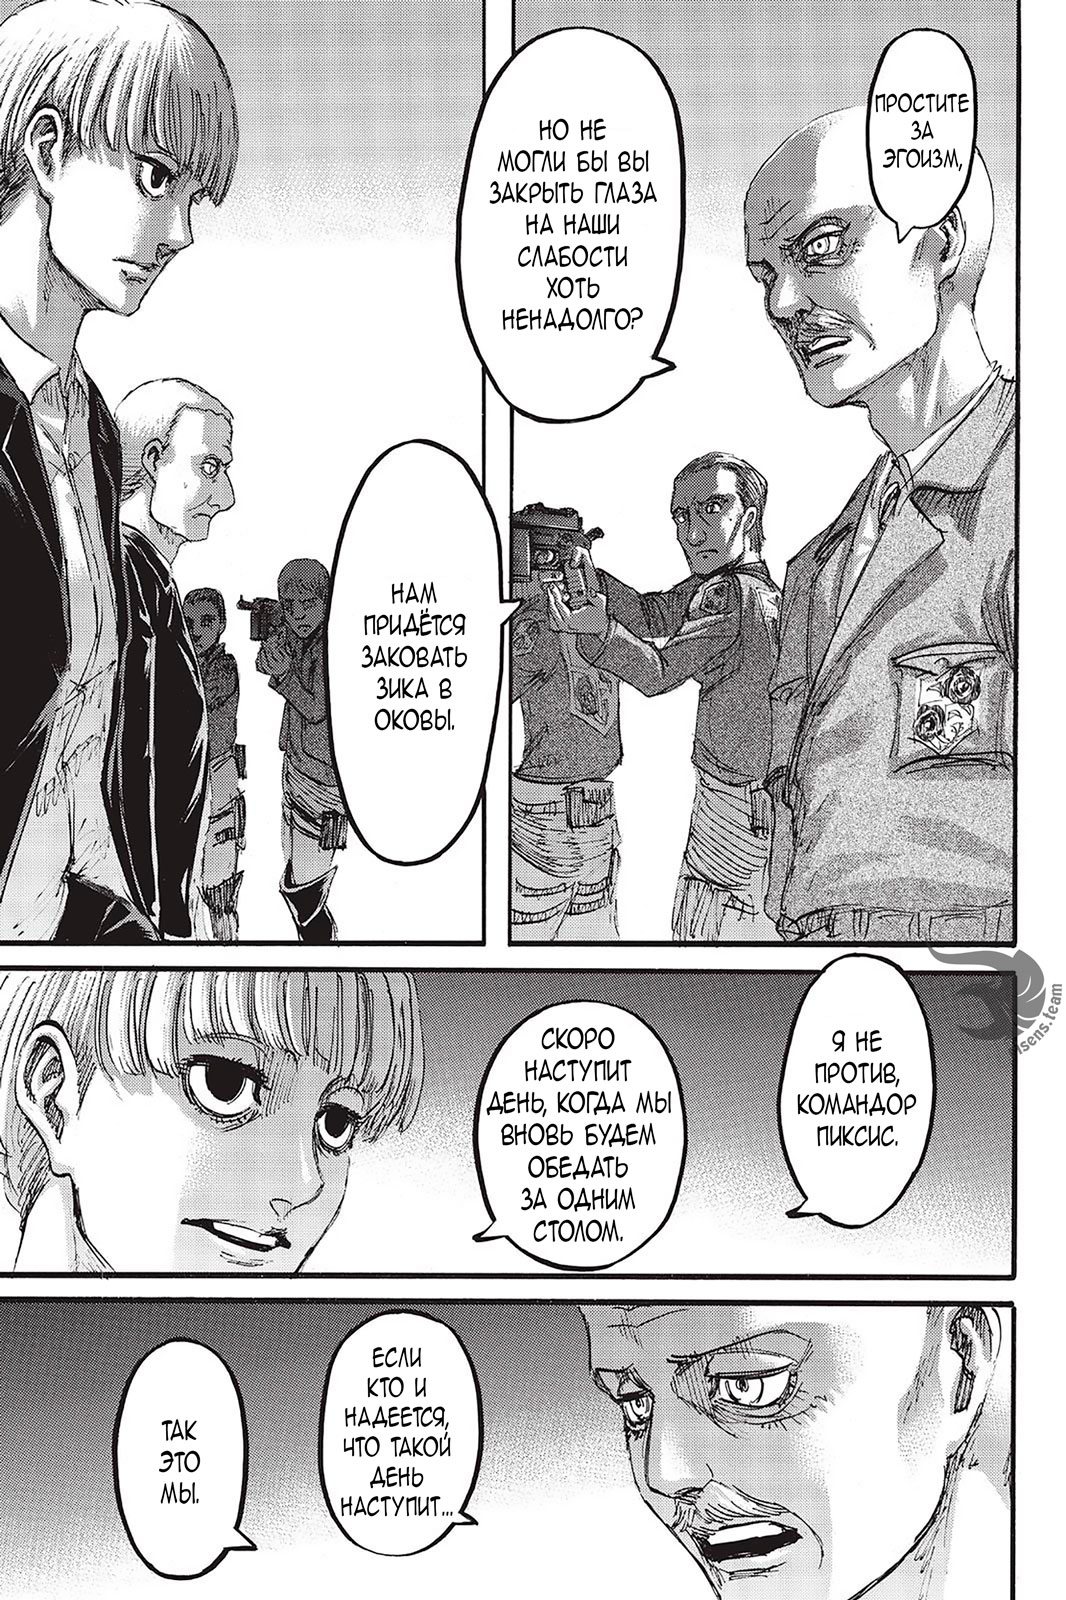 ПРОСТИТЕ
ЗА
ЭГОИЗМ,
НО НЕ
МОГЛИ БЫ ВЫ
ЗАКРЫТЬ ГЛАЗА
НА НАШИ
СЛАБОСТИ
ХОТЬ
НЕНАДОЛГО?
НАМ
ПРИДЁТСЯ
ЗАКОВАТЬ
ЗИКА В
ОКОВЫ.
Я НЕ
ПРОТИВ,
КОМАНДОР
ПИКСИС.
СКОРО
НАСТУПИТ
ДЕНЬ, КОГДА МЫ
ВНОВЬ БУДЕМ
ОБЕДАТЬ
ЗА ОДНИМ
СТОЛОМ.
ЕСЛИ
КТО И
НАДЕЕТСЯ,
ЧТО ТАКОЙ
ДЕНЬ
НАСТУПИТ...
ТАК
ЭТО
МЫ.
isens.team